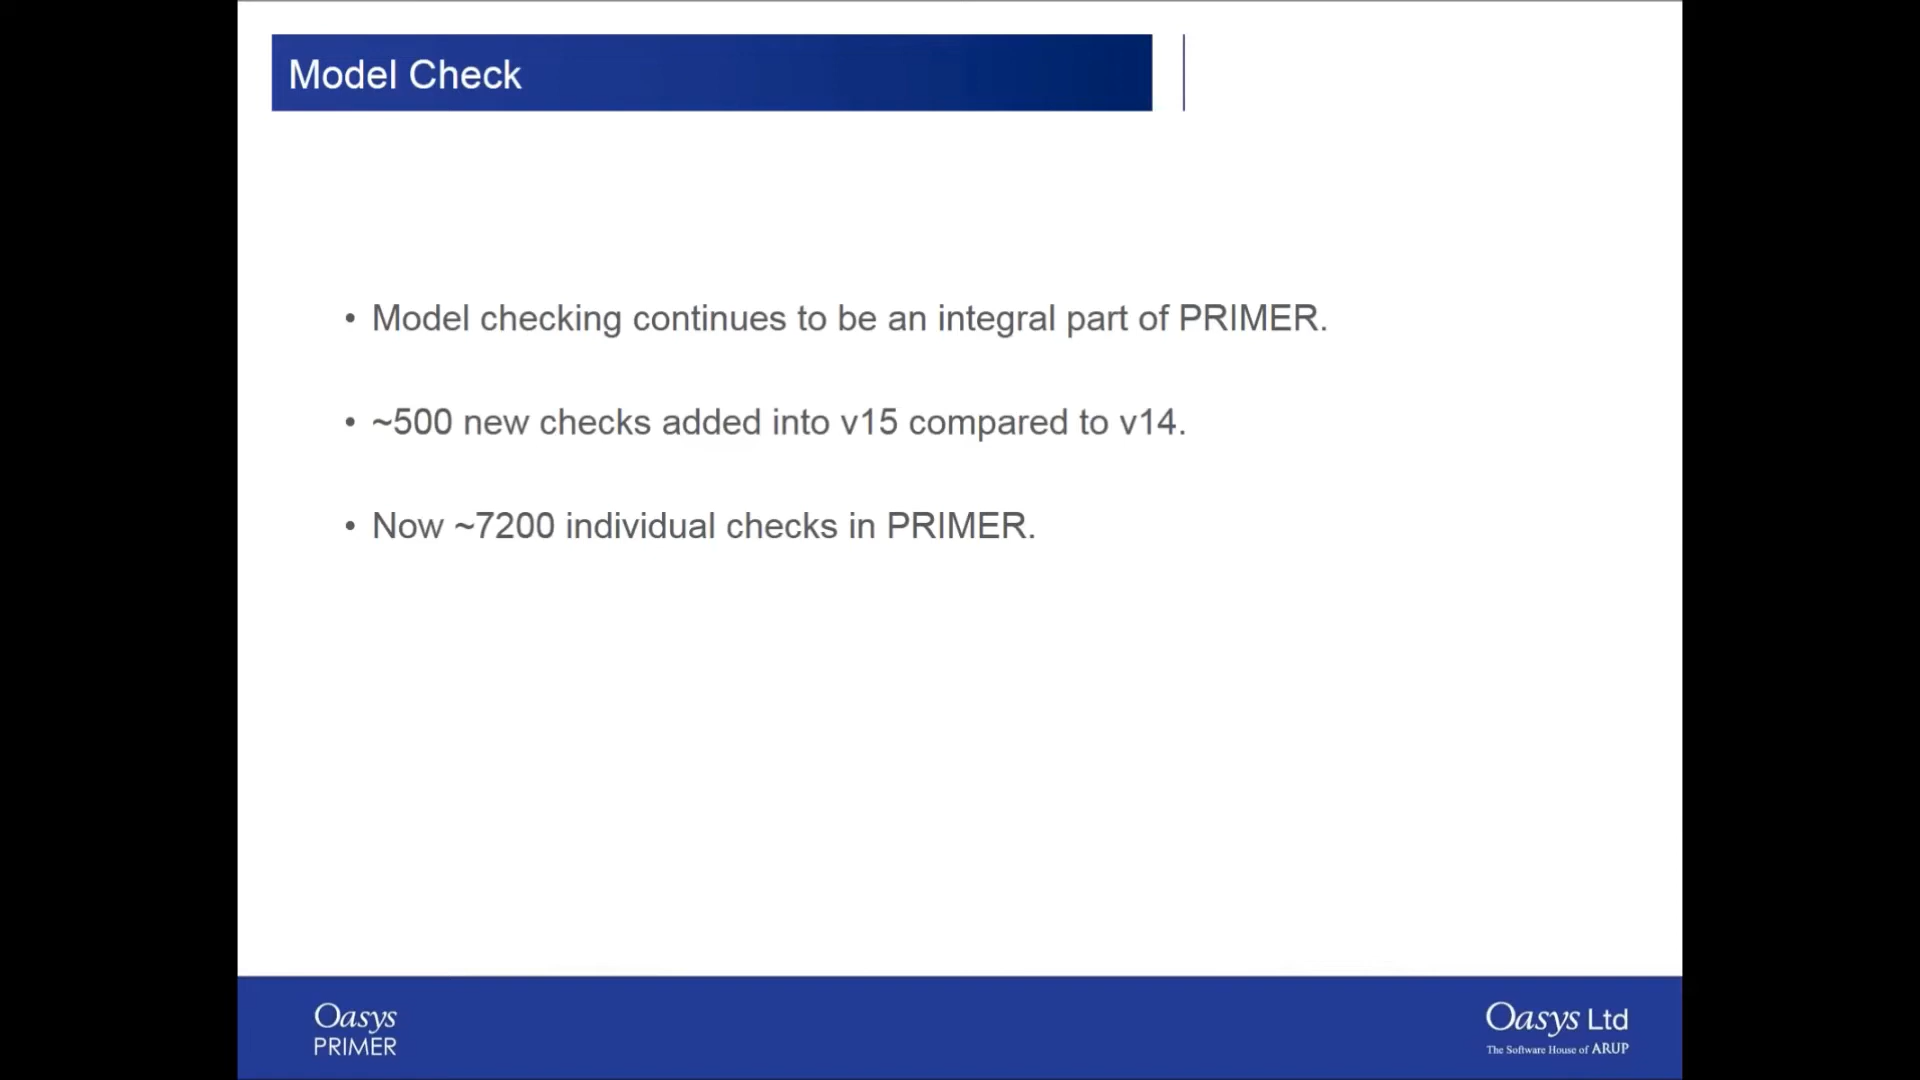 Model Check
• Model checking continues to be an integral part of PRIMER.
• ~500 new checks added into v15 compared to v14.
• Now ~7200 individual checks in PRIMER.
Oasys
PRIMER
Oasys Ltd
The Software House of ARUP